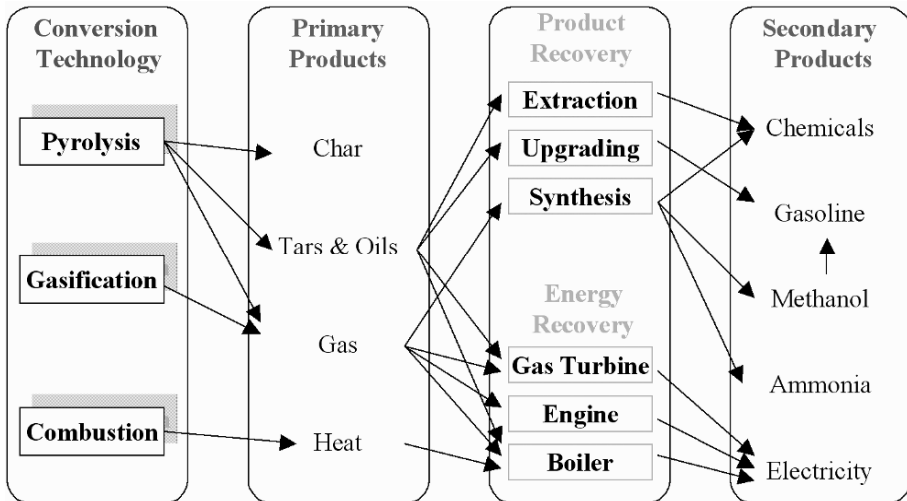 Conversion
Technology
Pyrolysis
Gasification
Combustion
Primary
Products
Char
Tars & Oils
Gas
Heat
Product
Recovery
Extraction
Upgrading
Synthesis
Energy
Recovery
Gas Turbine
Engine
Boiler
Secondary
Products
Chemicals
Gasoline
Methanol
Ammonia
Electricity